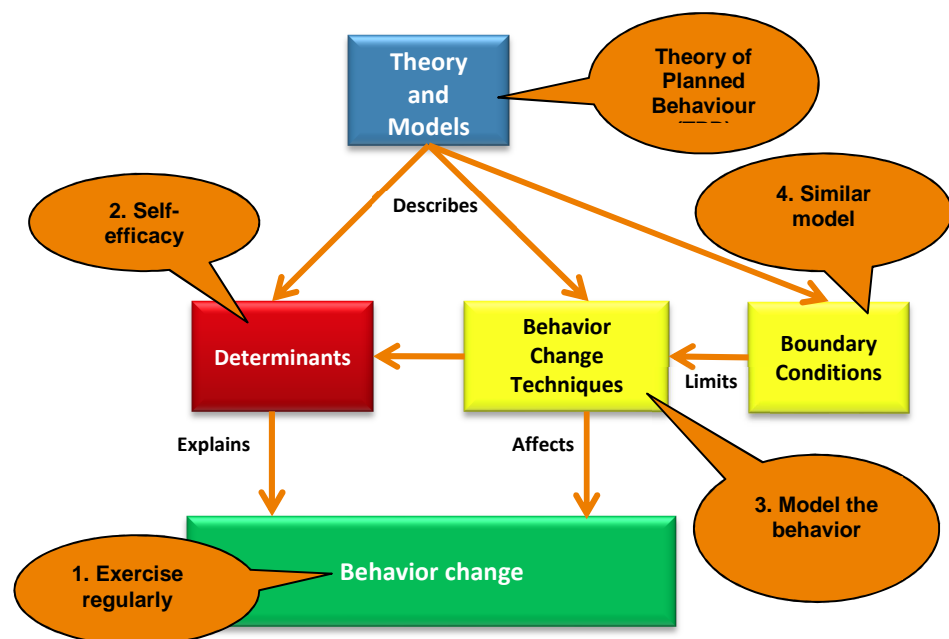 Theory
and
Models
Theory of
Planned
Behaviour
Describes
2. Self-
efficacy
4. Similar
model
Determinants
Behavior
Change
Techniques
Boundary
Conditions
Limits
Explains
Affects
3. Model the
behavior
1. Exercise
regularly
Behavior change